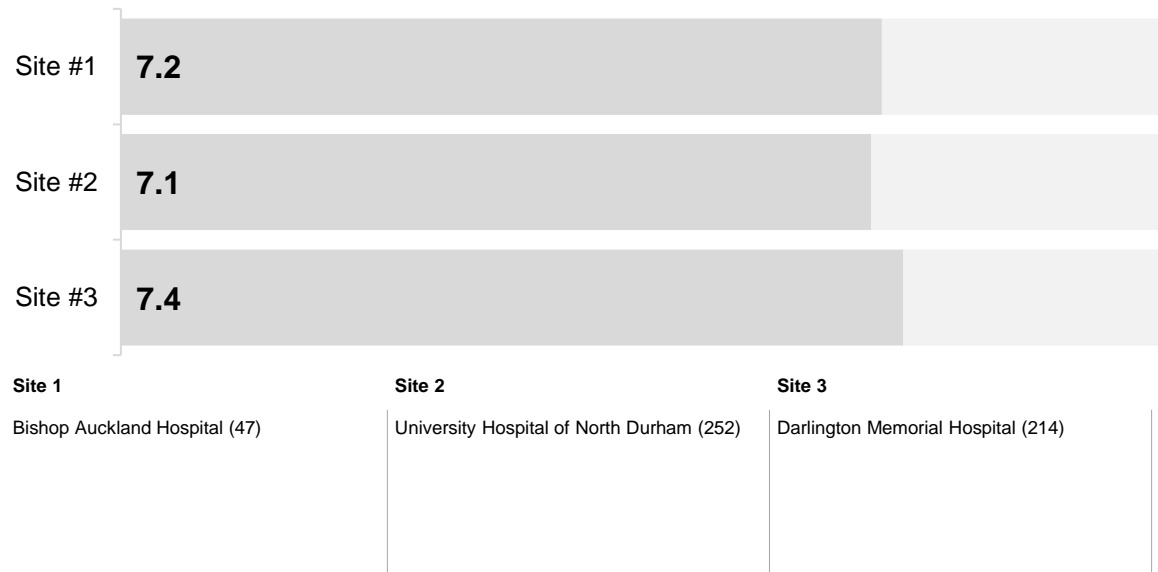 Site #1 7.2
Site #2 7.1
Site #3 7.4
Site 1 Site 2 Site 3
Bishop Auckland Hospital (47) University Hospital of North Durham (252) Darlington Memorial Hospital (214)